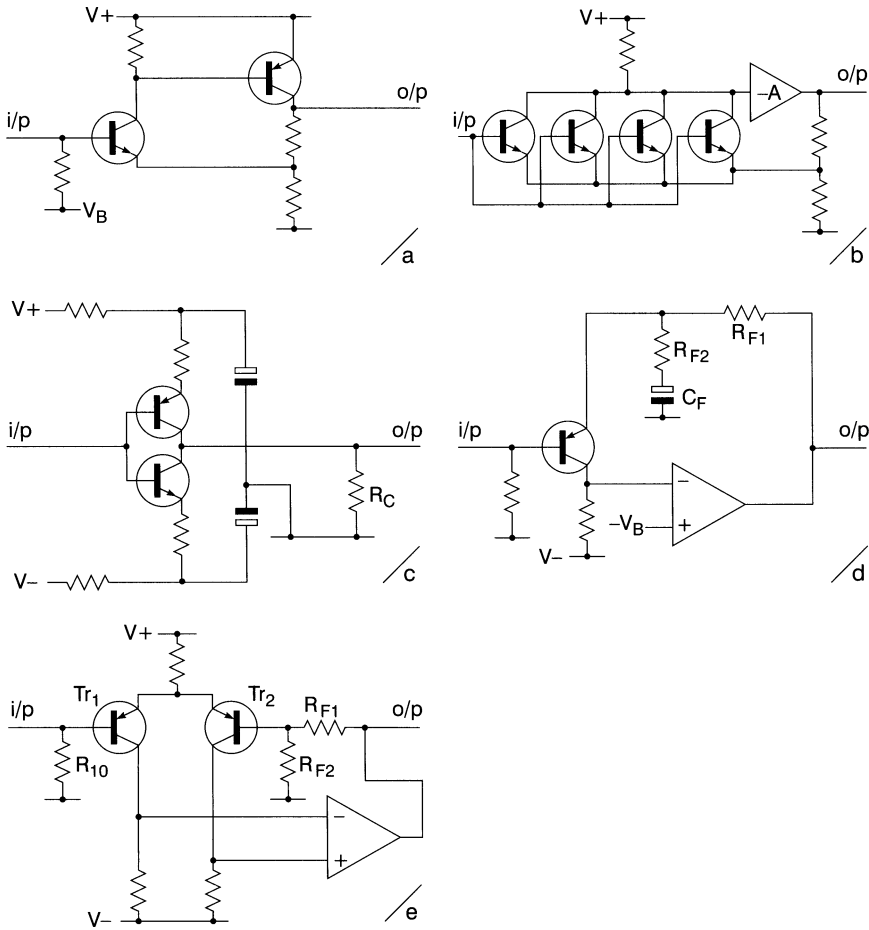 V+
i/p
o/p
V_B
a
V+
i/p
–A
o/p
b
V+
i/p
o/p
R_C
V–
c
R_F1
R_F2
C_F
i/p
o/p
–
+
–V_B
V–
d
V+
Tr_1
Tr_2
R_F1
i/p
o/p
R_10
R_F2
–
+
V–
e